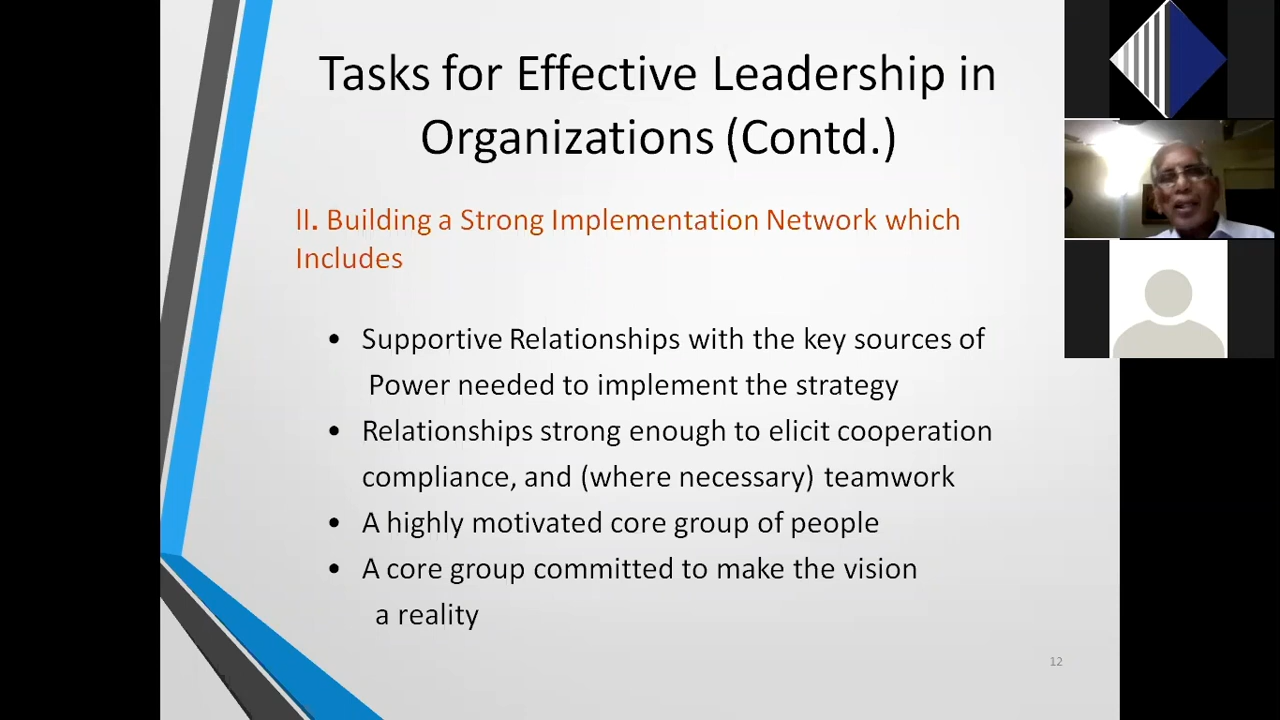 Tasks for Effective Leadership in
Organizations (Contd.)
II. Building a Strong Implementation Network which
Includes
• Supportive Relationships with the key sources of
Power needed to implement the strategy
• Relationships strong enough to elicit cooperation
compliance, and (where necessary) teamwork
• A highly motivated core group of people
• A core group committed to make the vision
a reality
12